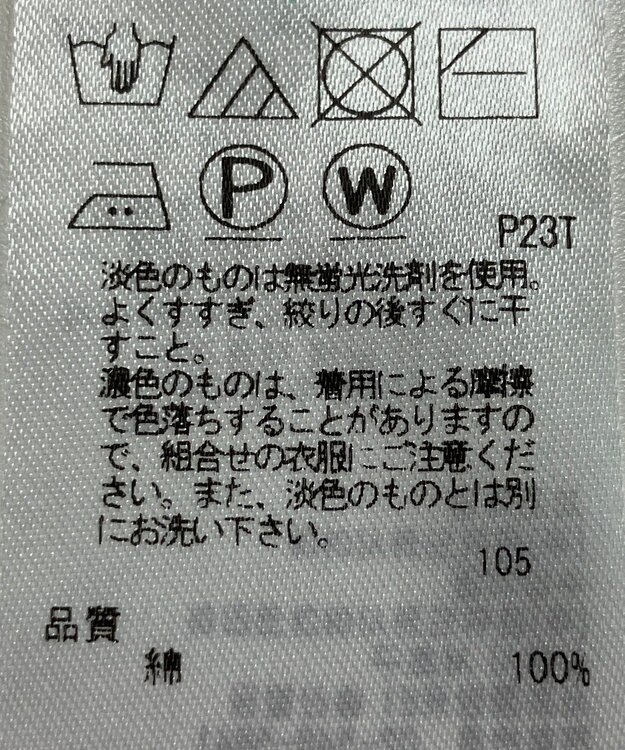 P
W
P23T
淡色のものは無蛍光洗剤を使用。
よくすすぎ、絞りの後すぐに干
すこと。
濃色のものは、着用による摩擦
で色落ちすることがありますの
で、組合せの衣服にご注意くだ
さい。また、淡色のものとは別
にお洗い下さい。
105
品質
綿 100%